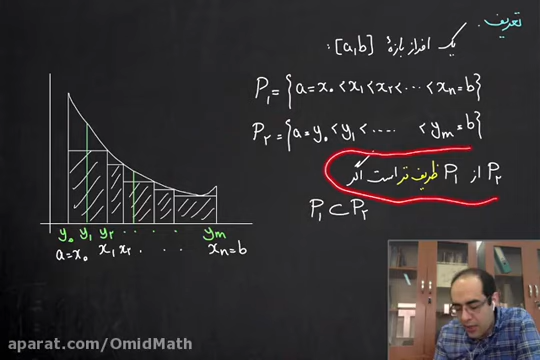 تعریف.
یک افراز بازهٔ [a,b] :
P₁ = { a = x₀ < x₁ < x₂ < ... < xₙ = b }
P₂ = { a = y₀ < y₁ < .... < yₘ = b }
P₂ از P₁ ظریف‌تر است اگر
P₁ ⊂ P₂
y₀ y₁ y₂ . . . . yₘ
a = x₀ x₁ x₂ . . . xₙ = b
aparat.com/OmidMath